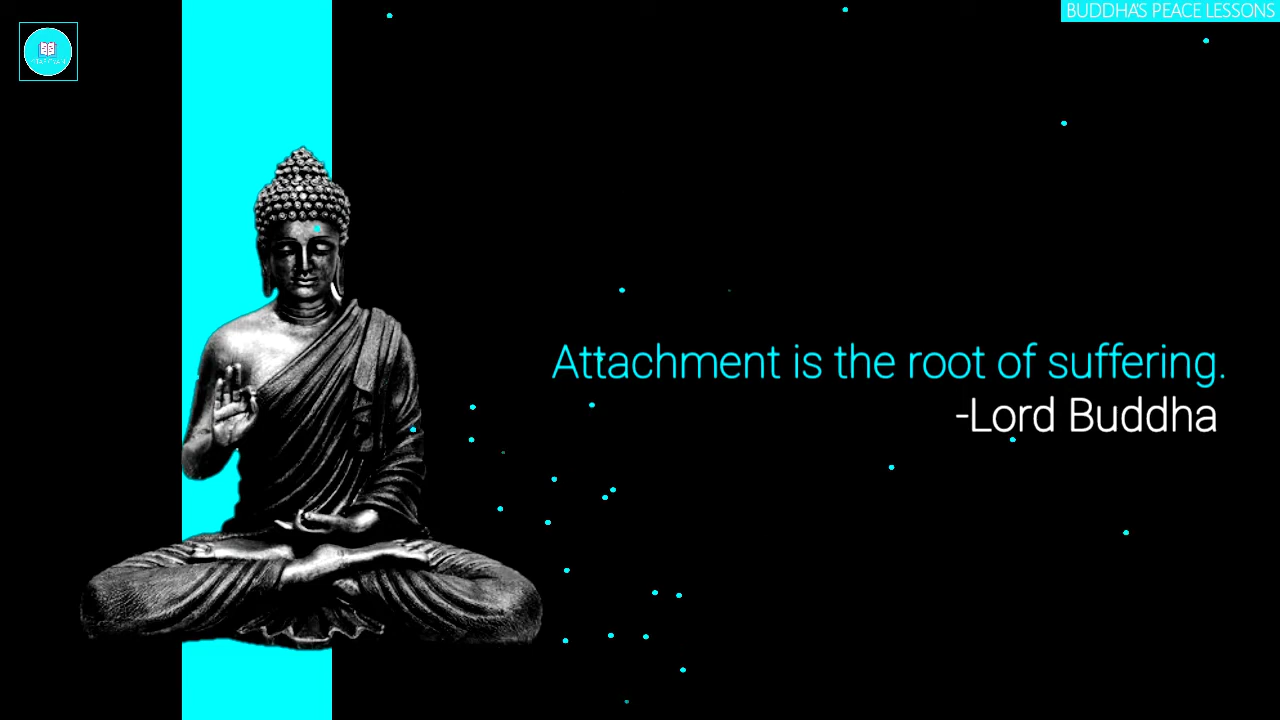 BUDDHA'S PEACE LESSONS
Attachment is the root of suffering.
-Lord Buddha